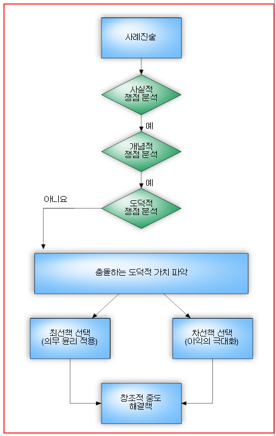 사례진술
사실적
쟁점 분석
예
개념적
쟁점 분석
예
도덕적
쟁점 분석
아니요
충돌하는 도덕적 가치 파악
최선책 선택
(의무 윤리 적용)
차선책 선택
(이익의 극대화)
창조적 중도
해결책